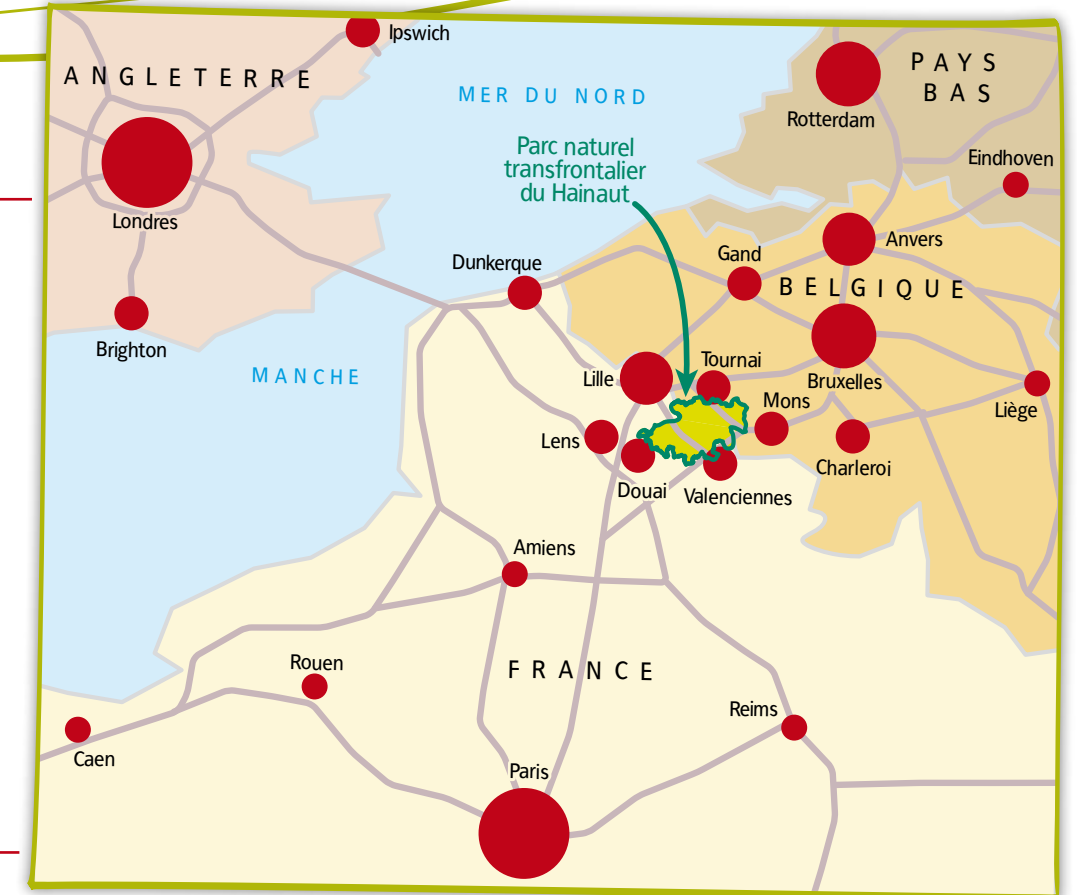 Ipswich
ANGLETERRE
PAYS
BAS
MER DU NORD
Rotterdam
Parc naturel
transfrontalier
du Hainaut
Eindhoven
Londres
Anvers
Gand
Dunkerque
BELGIQUE
Brighton
MANCHE
Tournai
Lille
Bruxelles
Mons
Liège
Lens
Charleroi
Douai
Valenciennes
Amiens
Rouen
FRANCE
Reims
Caen
Paris